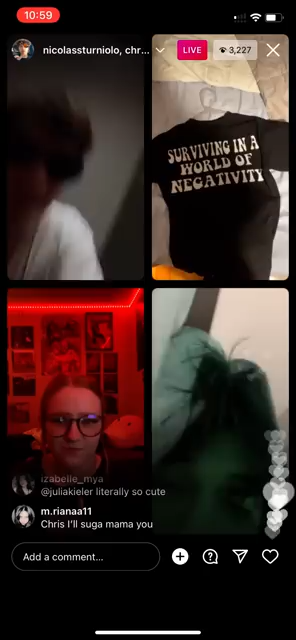 10:59
nicolassturniolo, chr...
LIVE
3,227
SURVIVING IN A
WORLD OF
NEGATIVITY
izabelle_mya
@juliakieler literally so cute
m.rianaa11
Chris I'll suga mama you
Add a comment...